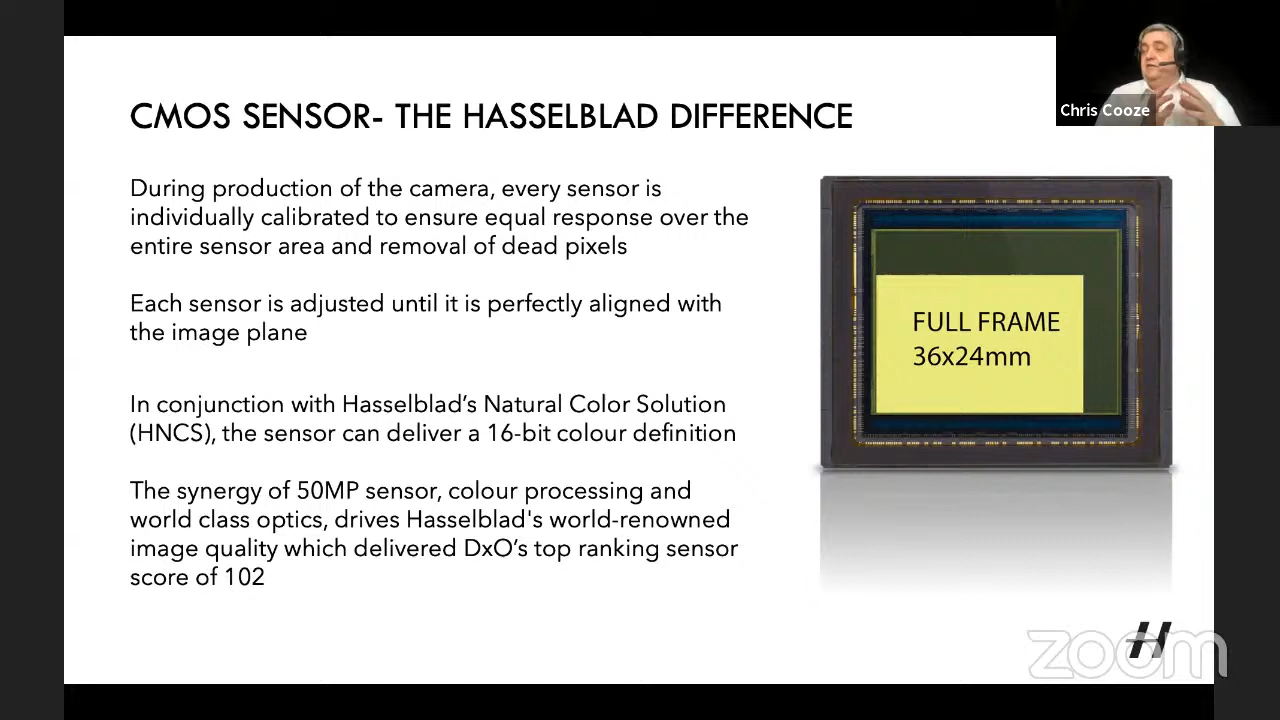 CMOS SENSOR- THE HASSELBLAD DIFFERENCE
Chris Cooze
During production of the camera, every sensor is
individually calibrated to ensure equal response over the
entire sensor area and removal of dead pixels
Each sensor is adjusted until it is perfectly aligned with
the image plane
In conjunction with Hasselblad’s Natural Color Solution
(HNCS), the sensor can deliver a 16-bit colour definition
The synergy of 50MP sensor, colour processing and
world class optics, drives Hasselblad's world-renowned
image quality which delivered DxO’s top ranking sensor
score of 102
FULL FRAME
36x24mm
H
zoom